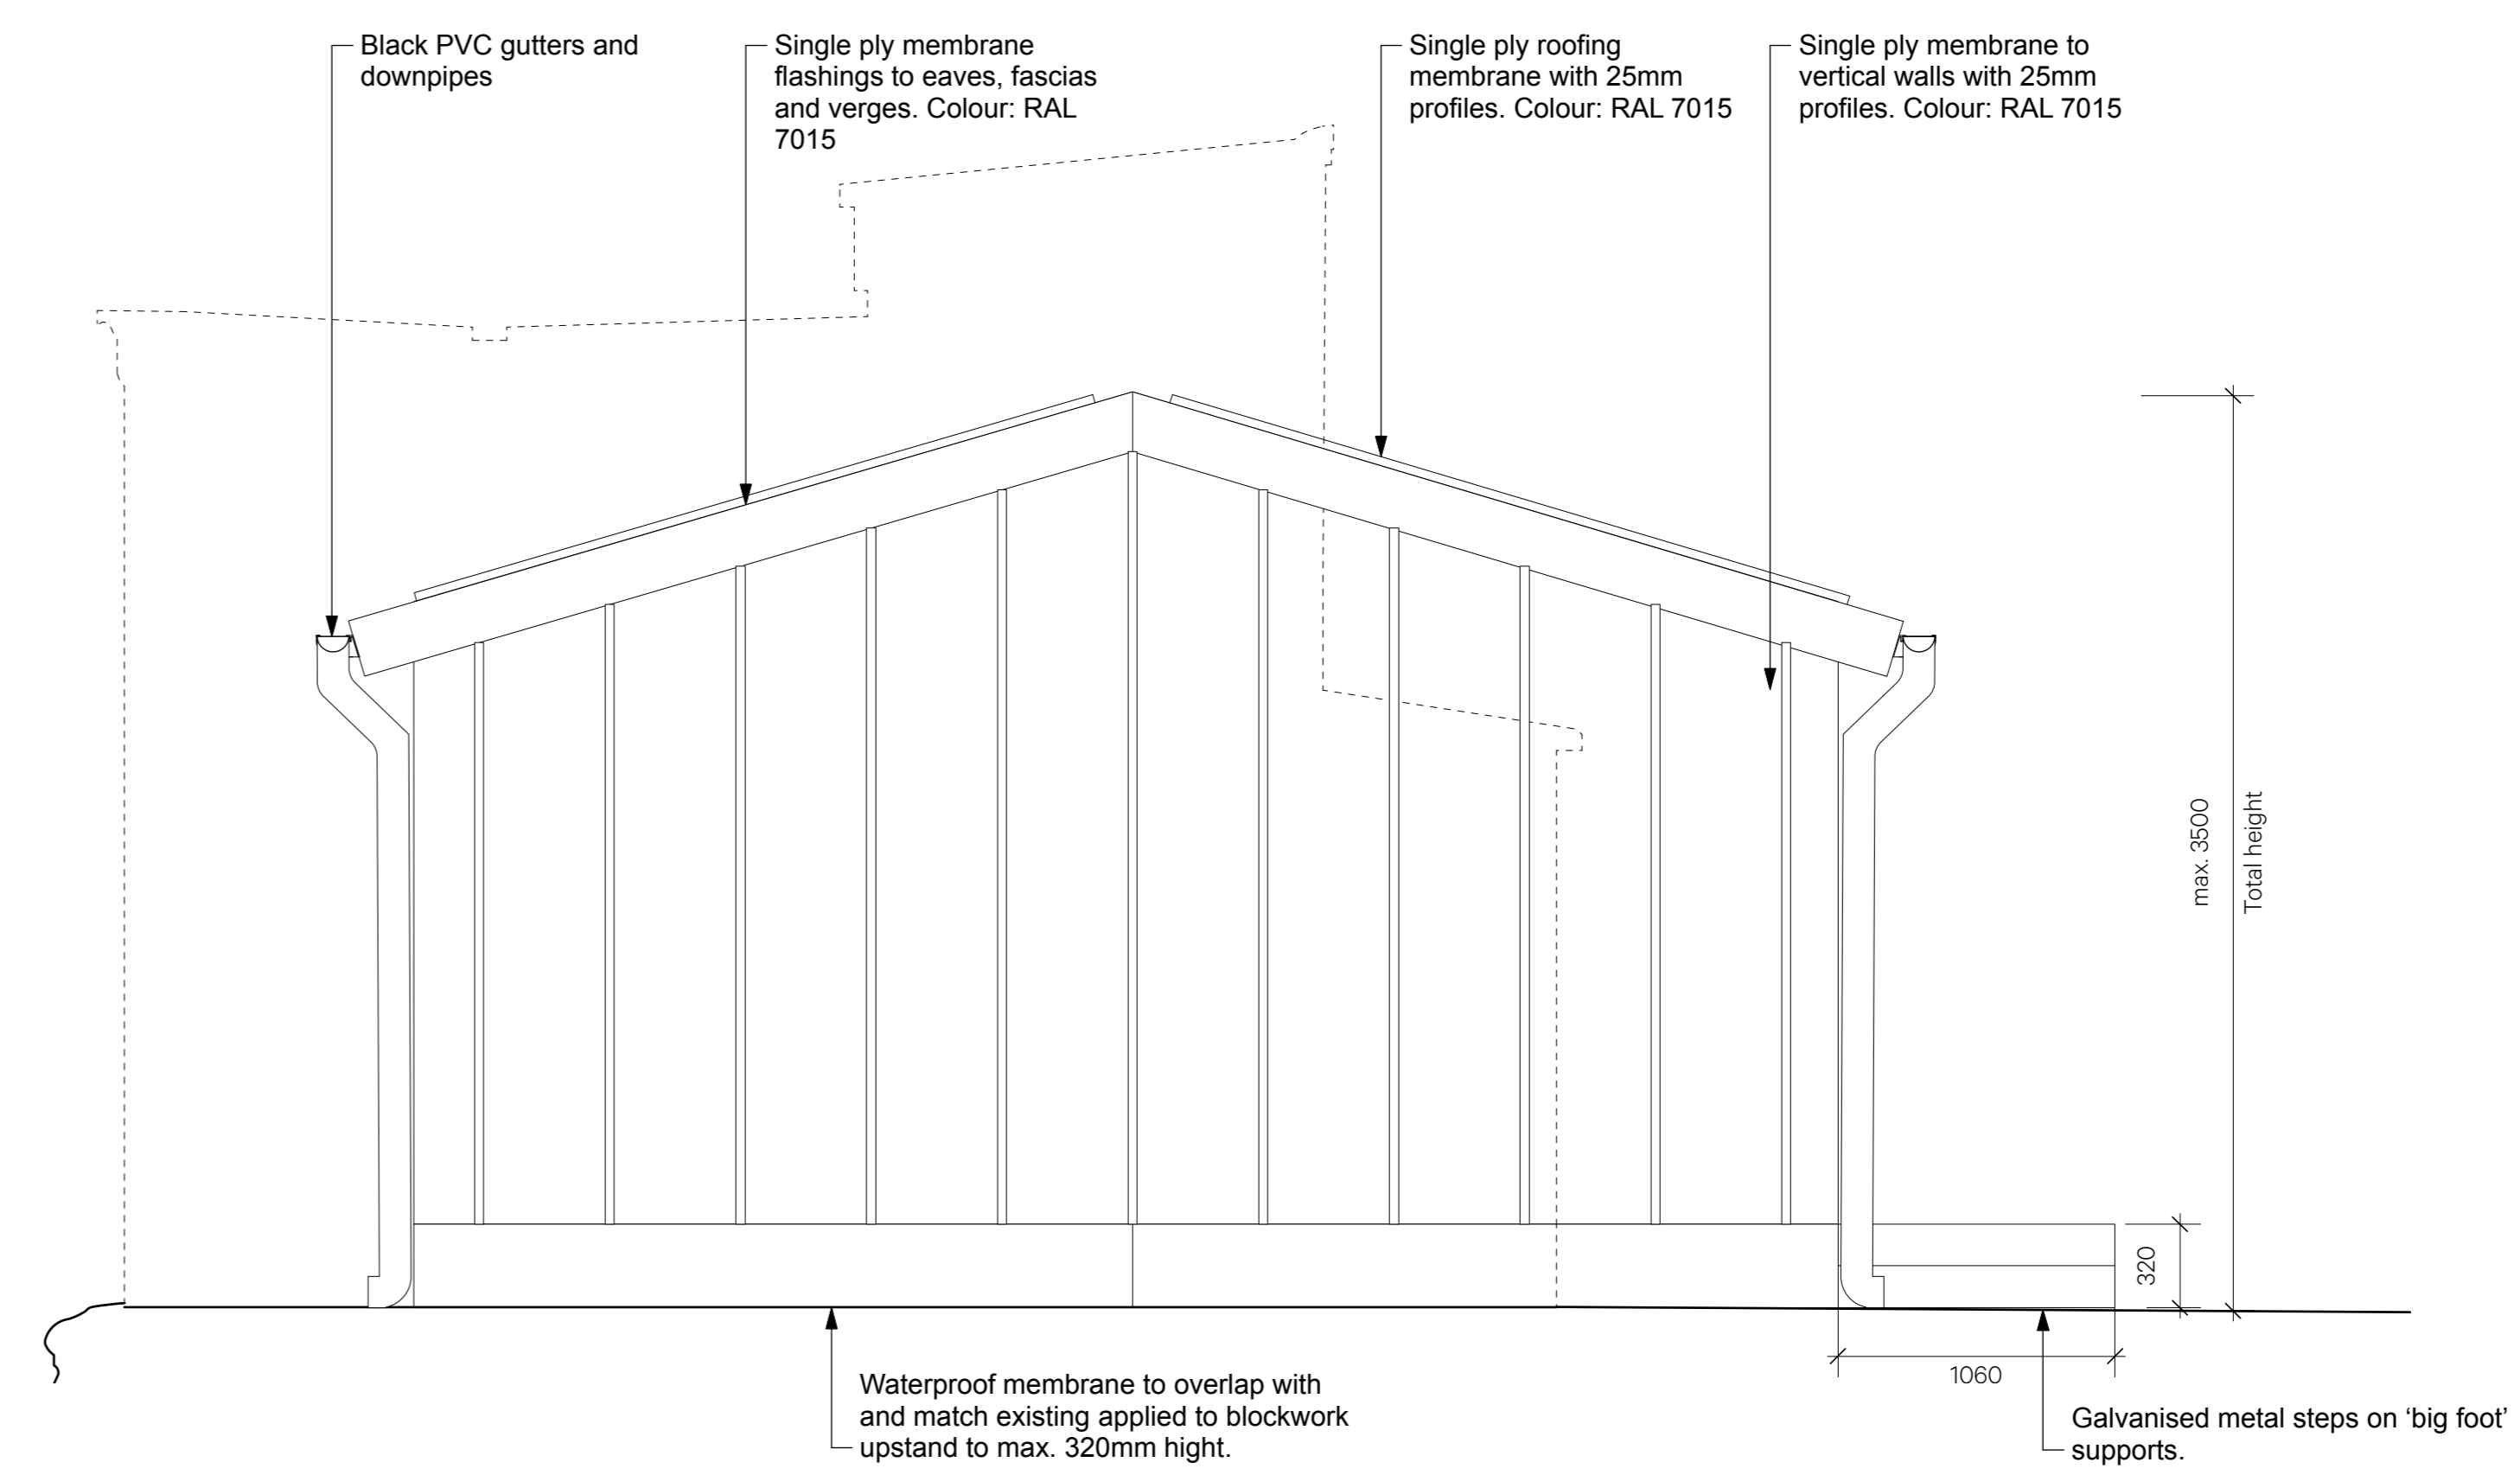 Black PVC gutters and
downpipes
Single ply membrane
flashings to eaves, fascias
and verges. Colour: RAL
7015
Single ply roofing
membrane with 25mm
profiles. Colour: RAL 7015
Single ply membrane to
vertical walls with 25mm
profiles. Colour: RAL 7015
max. 3500
Total height
320
1060
Waterproof membrane to overlap with
and match existing applied to blockwork
upstand to max. 320mm hight.
Galvanised metal steps on ‘big foot’
supports.